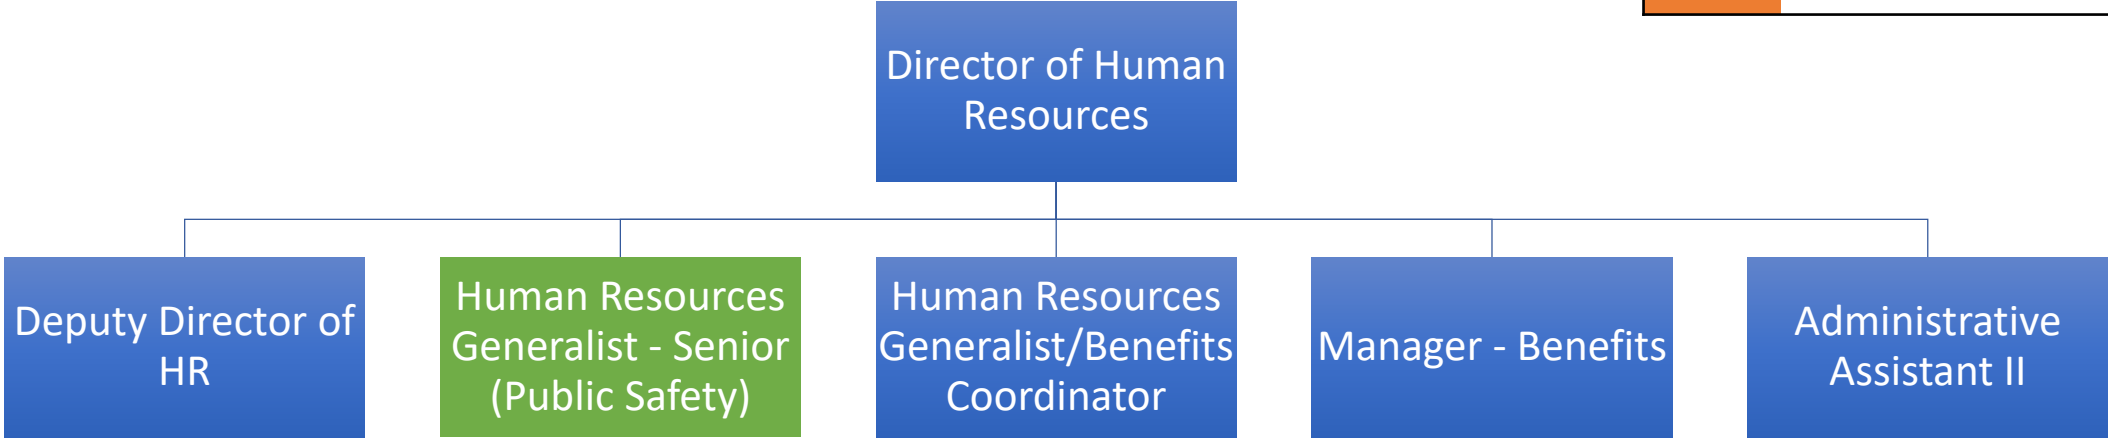 Director of Human
Resources
Deputy Director of
HR
Human Resources
Generalist - Senior
(Public Safety)
Human Resources
Generalist/Benefits
Coordinator
Manager - Benefits
Administrative
Assistant II